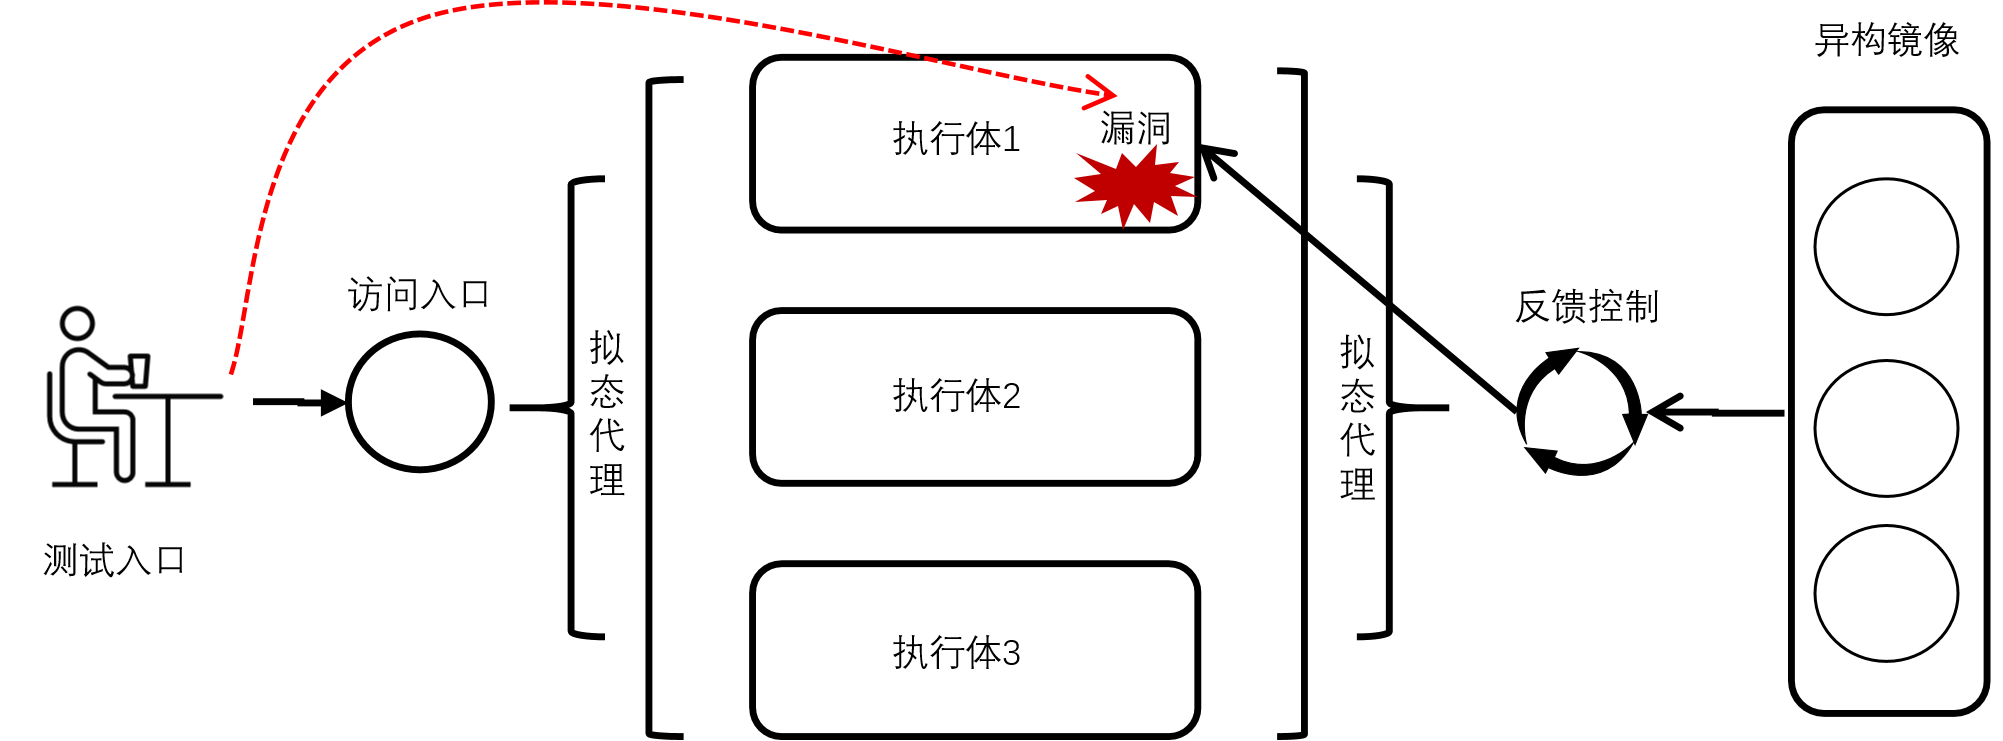 异构镜像
漏洞
执行体1
访问入口
反馈控制
拟态代理
执行体2
拟态代理
测试入口
执行体3